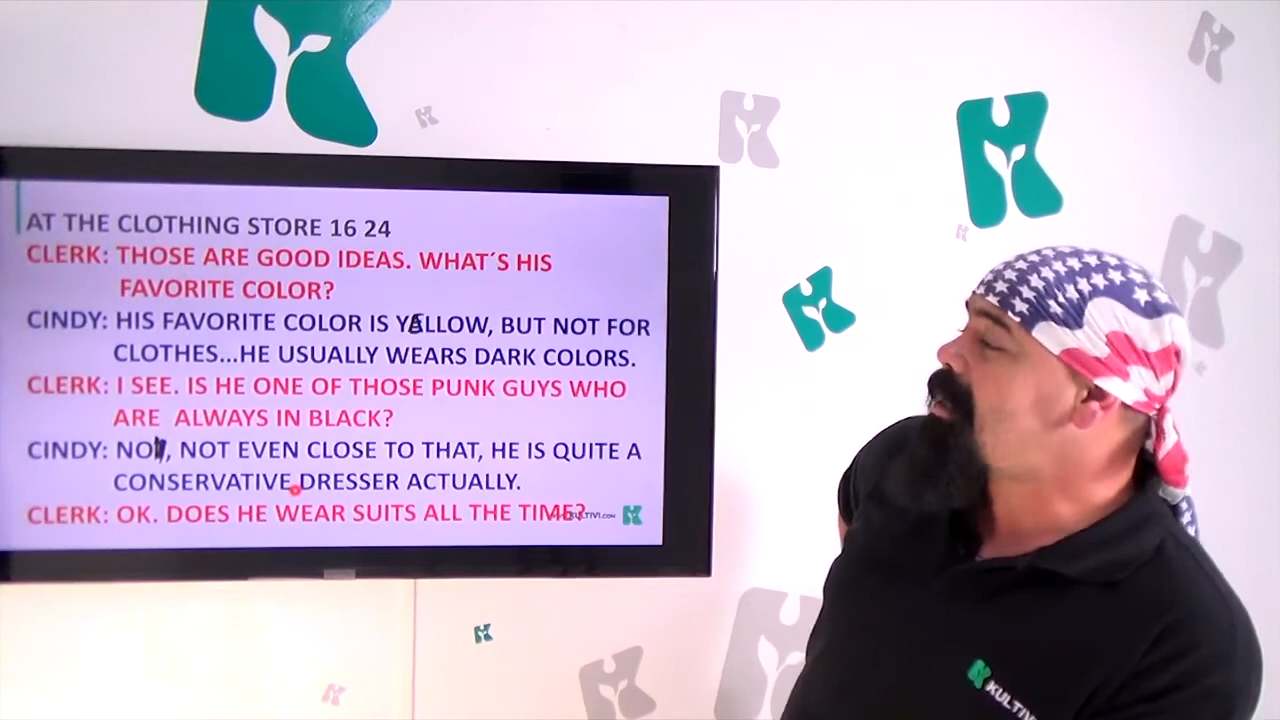 AT THE CLOTHING STORE 16 24
CLERK: THOSE ARE GOOD IDEAS. WHAT´S HIS
FAVORITE COLOR?
CINDY: HIS FAVORITE COLOR IS YELLOW, BUT NOT FOR
CLOTHES...HE USUALLY WEARS DARK COLORS.
CLERK: I SEE. IS HE ONE OF THOSE PUNK GUYS WHO
ARE ALWAYS IN BLACK?
CINDY: NO, NOT EVEN CLOSE TO THAT, HE IS QUITE A
CONSERVATIVE DRESSER ACTUALLY.
CLERK: OK. DOES HE WEAR SUITS ALL THE TIME?
KULTIVI